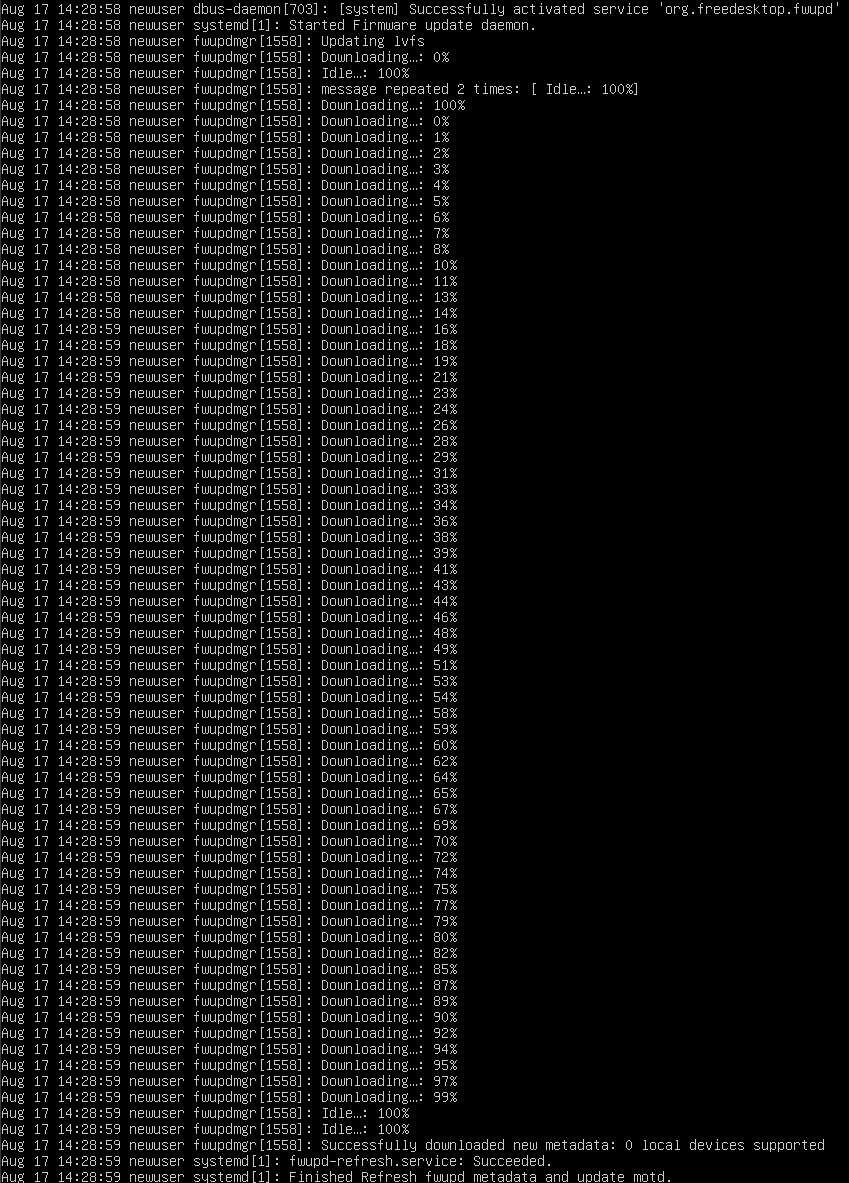 Aug 17 14:28:58 newuser dbus-daemon[703]: [system] Successfully activated service 'org.freedesktop.fwupd'
Aug 17 14:28:58 newuser systemd[1]: Started Firmware update daemon.
Aug 17 14:28:58 newuser fwupdmgr[1558]: Updating lvfs
Aug 17 14:28:58 newuser fwupdmgr[1558]: Downloading…: 0%
Aug 17 14:28:58 newuser fwupdmgr[1558]: Idle…: 100%
Aug 17 14:28:58 newuser fwupdmgr[1558]: message repeated 2 times: [ Idle…: 100%]
Aug 17 14:28:58 newuser fwupdmgr[1558]: Downloading…: 100%
Aug 17 14:28:58 newuser fwupdmgr[1558]: Downloading…: 0%
Aug 17 14:28:58 newuser fwupdmgr[1558]: Downloading…: 1%
Aug 17 14:28:58 newuser fwupdmgr[1558]: Downloading…: 2%
Aug 17 14:28:58 newuser fwupdmgr[1558]: Downloading…: 3%
Aug 17 14:28:58 newuser fwupdmgr[1558]: Downloading…: 4%
Aug 17 14:28:58 newuser fwupdmgr[1558]: Downloading…: 5%
Aug 17 14:28:58 newuser fwupdmgr[1558]: Downloading…: 6%
Aug 17 14:28:58 newuser fwupdmgr[1558]: Downloading…: 7%
Aug 17 14:28:58 newuser fwupdmgr[1558]: Downloading…: 8%
Aug 17 14:28:58 newuser fwupdmgr[1558]: Downloading…: 10%
Aug 17 14:28:58 newuser fwupdmgr[1558]: Downloading…: 11%
Aug 17 14:28:58 newuser fwupdmgr[1558]: Downloading…: 13%
Aug 17 14:28:58 newuser fwupdmgr[1558]: Downloading…: 14%
Aug 17 14:28:59 newuser fwupdmgr[1558]: Downloading…: 16%
Aug 17 14:28:59 newuser fwupdmgr[1558]: Downloading…: 18%
Aug 17 14:28:59 newuser fwupdmgr[1558]: Downloading…: 19%
Aug 17 14:28:59 newuser fwupdmgr[1558]: Downloading…: 21%
Aug 17 14:28:59 newuser fwupdmgr[1558]: Downloading…: 23%
Aug 17 14:28:59 newuser fwupdmgr[1558]: Downloading…: 24%
Aug 17 14:28:59 newuser fwupdmgr[1558]: Downloading…: 26%
Aug 17 14:28:59 newuser fwupdmgr[1558]: Downloading…: 28%
Aug 17 14:28:59 newuser fwupdmgr[1558]: Downloading…: 29%
Aug 17 14:28:59 newuser fwupdmgr[1558]: Downloading…: 31%
Aug 17 14:28:59 newuser fwupdmgr[1558]: Downloading…: 33%
Aug 17 14:28:59 newuser fwupdmgr[1558]: Downloading…: 34%
Aug 17 14:28:59 newuser fwupdmgr[1558]: Downloading…: 36%
Aug 17 14:28:59 newuser fwupdmgr[1558]: Downloading…: 38%
Aug 17 14:28:59 newuser fwupdmgr[1558]: Downloading…: 39%
Aug 17 14:28:59 newuser fwupdmgr[1558]: Downloading…: 41%
Aug 17 14:28:59 newuser fwupdmgr[1558]: Downloading…: 43%
Aug 17 14:28:59 newuser fwupdmgr[1558]: Downloading…: 44%
Aug 17 14:28:59 newuser fwupdmgr[1558]: Downloading…: 46%
Aug 17 14:28:59 newuser fwupdmgr[1558]: Downloading…: 48%
Aug 17 14:28:59 newuser fwupdmgr[1558]: Downloading…: 49%
Aug 17 14:28:59 newuser fwupdmgr[1558]: Downloading…: 51%
Aug 17 14:28:59 newuser fwupdmgr[1558]: Downloading…: 53%
Aug 17 14:28:59 newuser fwupdmgr[1558]: Downloading…: 54%
Aug 17 14:28:59 newuser fwupdmgr[1558]: Downloading…: 58%
Aug 17 14:28:59 newuser fwupdmgr[1558]: Downloading…: 59%
Aug 17 14:28:59 newuser fwupdmgr[1558]: Downloading…: 60%
Aug 17 14:28:59 newuser fwupdmgr[1558]: Downloading…: 62%
Aug 17 14:28:59 newuser fwupdmgr[1558]: Downloading…: 64%
Aug 17 14:28:59 newuser fwupdmgr[1558]: Downloading…: 65%
Aug 17 14:28:59 newuser fwupdmgr[1558]: Downloading…: 67%
Aug 17 14:28:59 newuser fwupdmgr[1558]: Downloading…: 69%
Aug 17 14:28:59 newuser fwupdmgr[1558]: Downloading…: 70%
Aug 17 14:28:59 newuser fwupdmgr[1558]: Downloading…: 72%
Aug 17 14:28:59 newuser fwupdmgr[1558]: Downloading…: 74%
Aug 17 14:28:59 newuser fwupdmgr[1558]: Downloading…: 75%
Aug 17 14:28:59 newuser fwupdmgr[1558]: Downloading…: 77%
Aug 17 14:28:59 newuser fwupdmgr[1558]: Downloading…: 79%
Aug 17 14:28:59 newuser fwupdmgr[1558]: Downloading…: 80%
Aug 17 14:28:59 newuser fwupdmgr[1558]: Downloading…: 82%
Aug 17 14:28:59 newuser fwupdmgr[1558]: Downloading…: 85%
Aug 17 14:28:59 newuser fwupdmgr[1558]: Downloading…: 87%
Aug 17 14:28:59 newuser fwupdmgr[1558]: Downloading…: 89%
Aug 17 14:28:59 newuser fwupdmgr[1558]: Downloading…: 90%
Aug 17 14:28:59 newuser fwupdmgr[1558]: Downloading…: 92%
Aug 17 14:28:59 newuser fwupdmgr[1558]: Downloading…: 94%
Aug 17 14:28:59 newuser fwupdmgr[1558]: Downloading…: 95%
Aug 17 14:28:59 newuser fwupdmgr[1558]: Downloading…: 97%
Aug 17 14:28:59 newuser fwupdmgr[1558]: Downloading…: 99%
Aug 17 14:28:59 newuser fwupdmgr[1558]: Idle…: 100%
Aug 17 14:28:59 newuser fwupdmgr[1558]: Idle…: 100%
Aug 17 14:28:59 newuser fwupdmgr[1558]: Successfully downloaded new metadata: 0 local devices supported
Aug 17 14:28:59 newuser systemd[1]: fwupd-refresh.service: Succeeded.
Aug 17 14:28:59 newuser systemd[1]: Finished Refresh fwupd metadata and update motd.